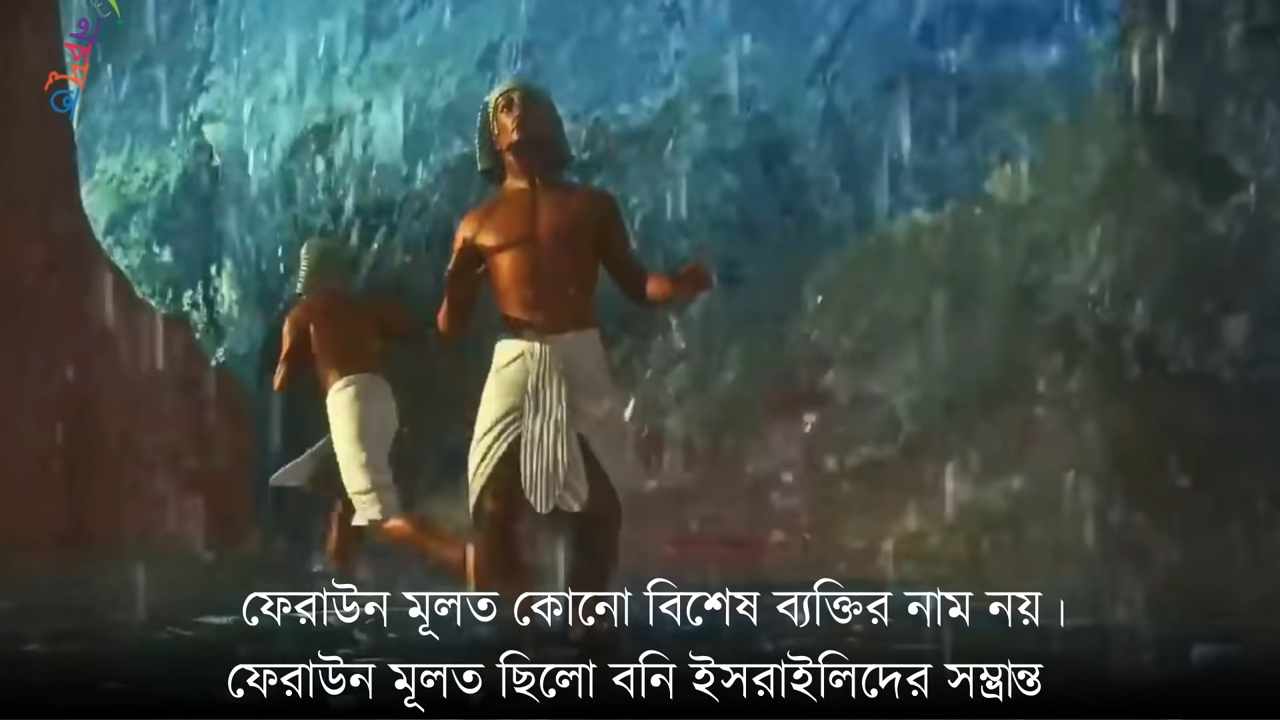 ফেরাউন মূলত কোনো বিশেষ ব্যক্তির নাম নয়।
ফেরাউন মূলত ছিলো বনি ইসরাইলিদের সম্ভ্রান্ত